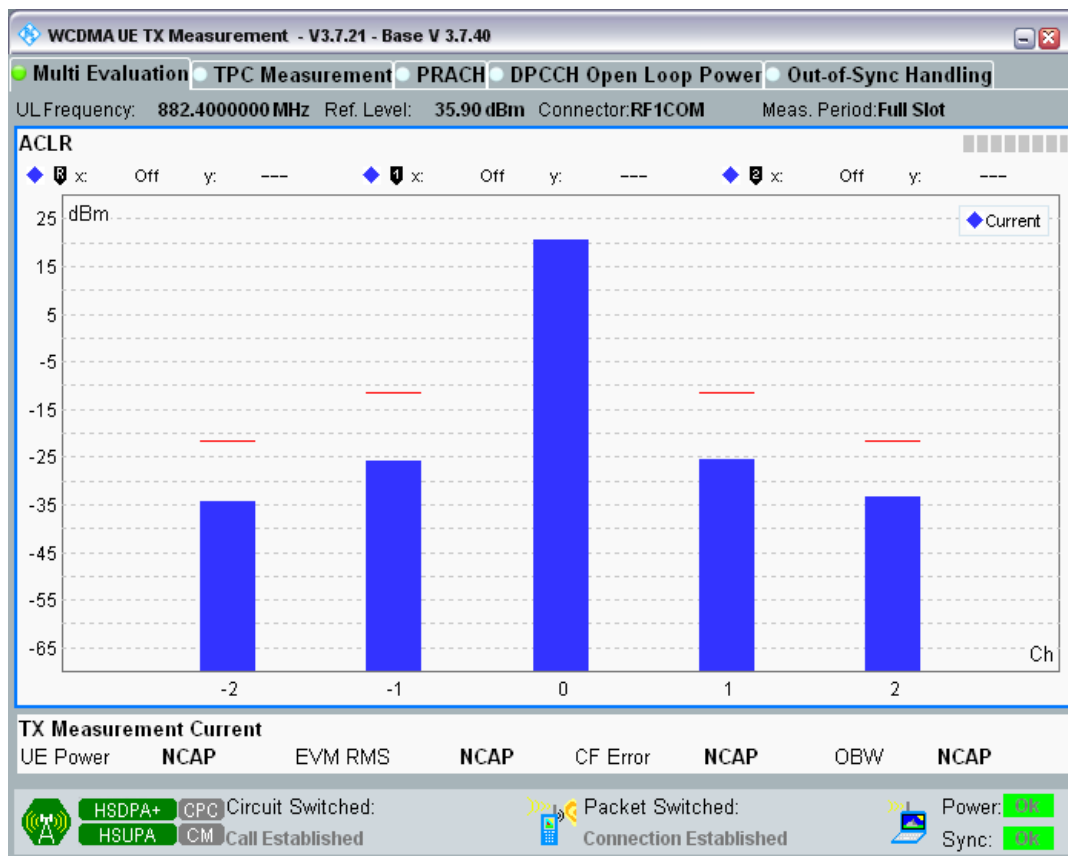 WCDMA UE TX Measurement - V3.7.21 - Base V 3.7.40
Multi Evaluation TPC Measurement PRACH DPCCH Open Loop Power Out-of-Sync Handling
UL Frequency: 882.4000000 MHz Ref. Level: 35.90 dBm Connector:RF1COM Meas. Period:Full Slot
ACLR
R x: Off y: --- 1 x: Off y: --- 2 x: Off y: ---
dBm
Current
25
15
5
-5
-15
-25
-35
-45
-55
-65
Ch
-2 -1 0 1 2
TX Measurement Current
UE Power NCAP EVM RMS NCAP CF Error NCAP OBW NCAP
HSDPA+ CPC Circuit Switched: Packet Switched: Power: OK
HSUPA CM Call Established Connection Established Sync: OK